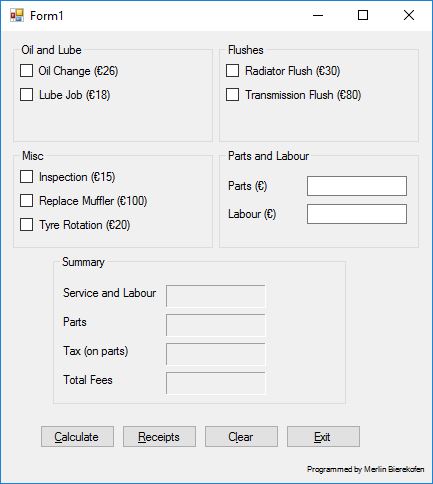 Form1
Oil and Lube
Oil Change (€26)
Lube Job (€18)
Flushes
Radiator Flush (€30)
Transmission Flush (€80)
Misc
Inspection (€15)
Replace Muffler (€100)
Tyre Rotation (€20)
Parts and Labour
Parts (€)
Labour (€)
Summary
Service and Labour
Parts
Tax (on parts)
Total Fees
Calculate Receipts Clear Exit
Programmed by Merlin Bierekofen